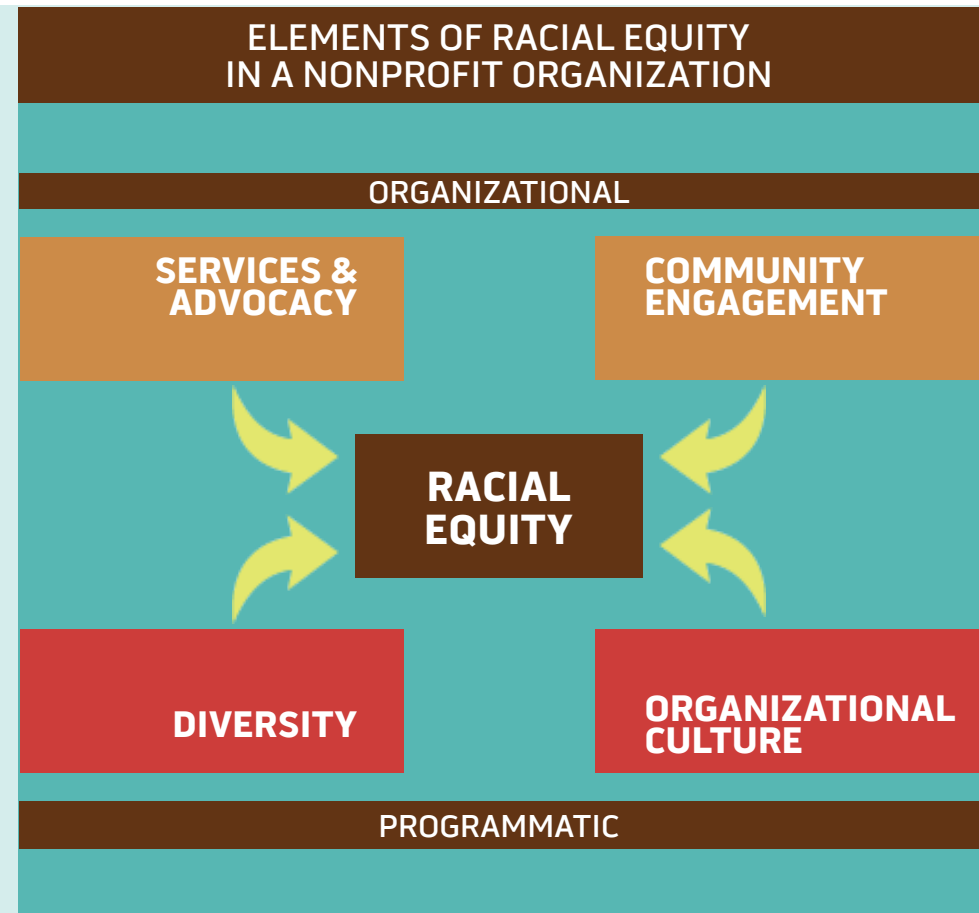 ELEMENTS OF RACIAL EQUITY
IN A NONPROFIT ORGANIZATION
ORGANIZATIONAL
SERVICES &
ADVOCACY
COMMUNITY
ENGAGEMENT
RACIAL
EQUITY
DIVERSITY
ORGANIZATIONAL
CULTURE
PROGRAMMATIC